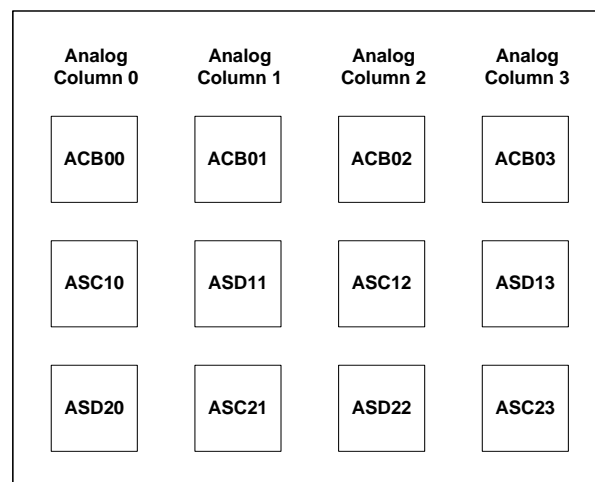 Analog Analog Analog Analog
Column 0 Column 1 Column 2 Column 3
ACB00 ACB01 ACB02 ACB03
ASC10 ASD11 ASC12 ASD13
ASD20 ASC21 ASD22 ASC23